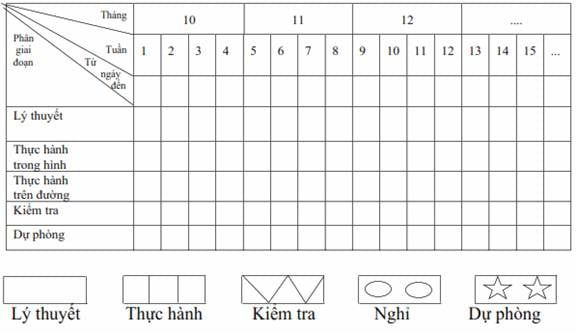 Tháng
10 11 12 ....
Phân
giai
đoạn
Tuần
Từ
ngày
đến
1 2 3 4 5 6 7 8 9 10 11 12 13 14 15 ...
Lý thuyết
Thực hành
trong hình
Thực hành
trên đường
Kiểm tra
Dự phòng
Lý thuyết Thực hành Kiểm tra Nghỉ Dự phòng